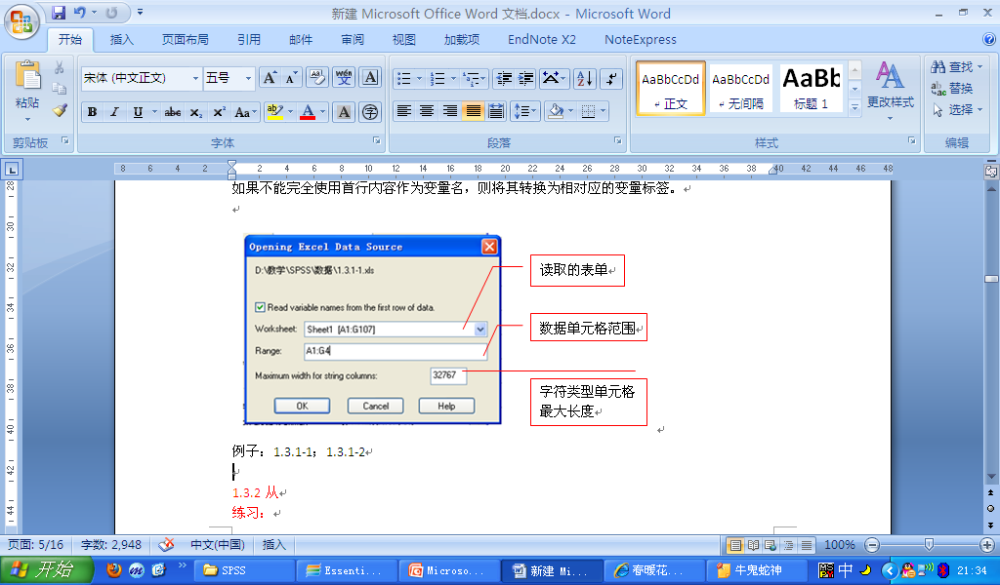 新建 Microsoft Office Word 文档.docx - Microsoft Word
开始 插入 页面布局 引用 邮件 审阅 视图 加载项 EndNote X2 NoteExpress
宋体 (中文正文) 五号
粘贴
AaBbCcDd AaBbCcDd AaBb
正文 无间隔 标题 1
更改样式
查找
替换
选择
剪贴板 字体 段落 样式 编辑
8 6 4 2 2 4 6 8 10 12 14 16 18 20 22 24 26 28 30 32 34 36 38 40 42 44 46 48
28 30 32 34 36 38 40 42 44
如果不能完全使用首行内容作为变量名，则将其转换为相对应的变量标签。
Opening Excel Data Source
D:\教学\SPSS\数据\1.3.1-1.xls
Read variable names from the first row of data.
Worksheet: Sheet1 [A1:G107]
Range: A1:G4
Maximum width for string columns: 32767
OK Cancel Help
读取的表单
数据单元格范围
字符类型单元格
最大长度
例子：1.3.1-1；1.3.1-2
1.3.2 从
练习：
页面: 5/16 字数: 2,948 中文(中国) 插入 100%
开始 SPSS Essenti... Microso... 新建 Mi... 春暖花... 牛鬼蛇神 中 21:34